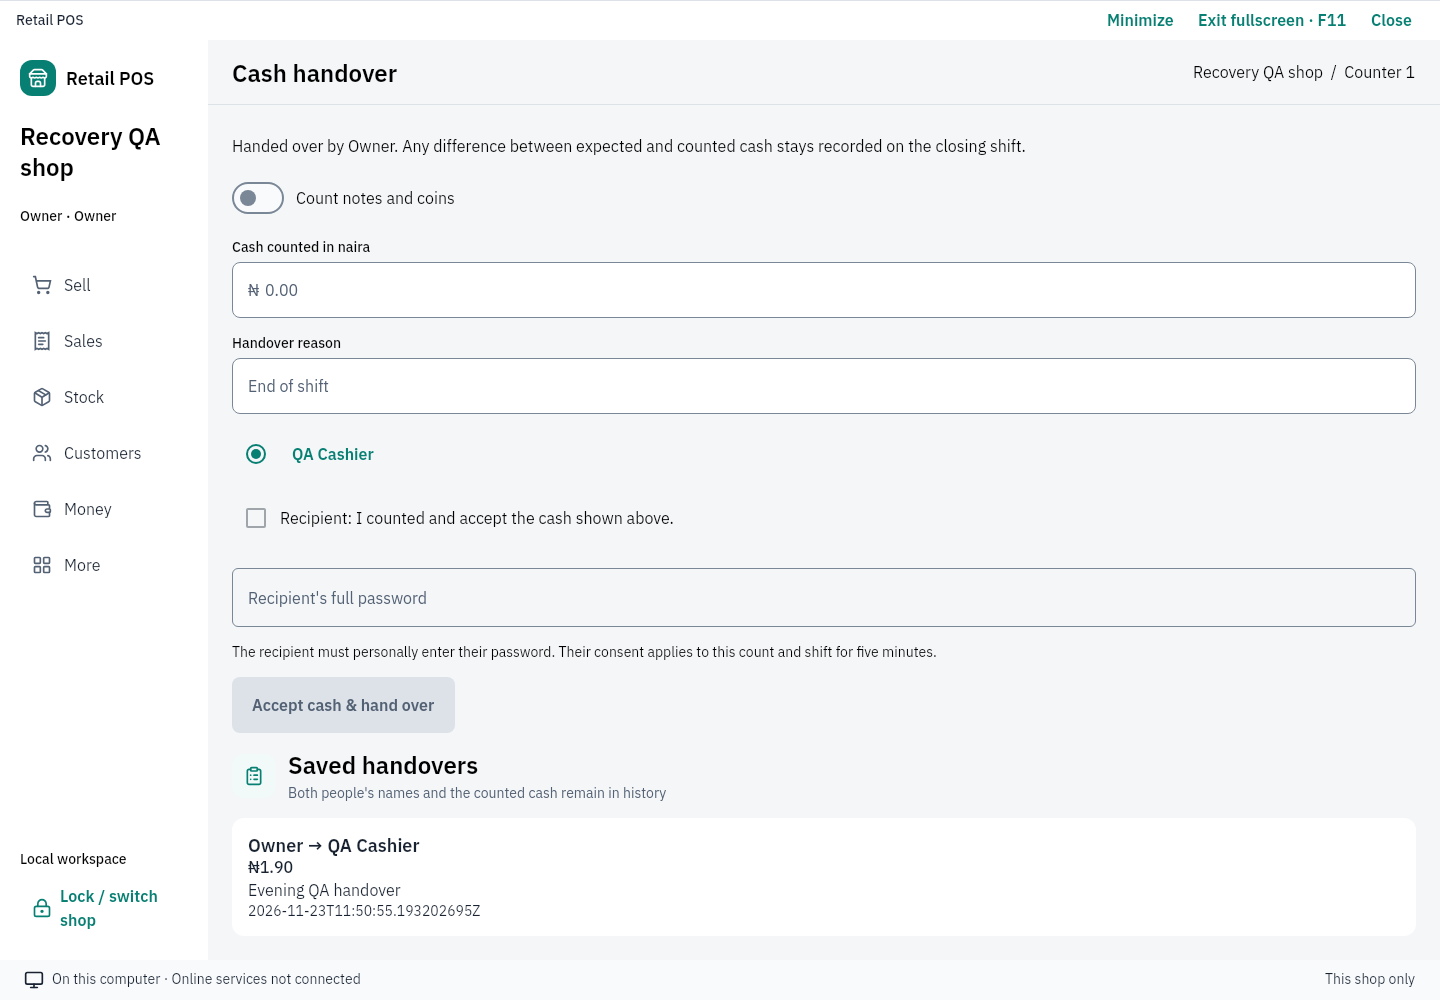 Retail POS
Minimize
Exit fullscreen · F11
Close
Retail POS
Recovery QA
shop
Owner · Owner
Sell
Sales
Stock
Customers
Money
More
Local workspace
Lock / switch
shop
Cash handover
Recovery QA shop / Counter 1
Handed over by Owner. Any difference between expected and counted cash stays recorded on the closing shift.
Count notes and coins
Cash counted in naira
₦ 0.00
Handover reason
End of shift
QA Cashier
Recipient: I counted and accept the cash shown above.
Recipient's full password
The recipient must personally enter their password. Their consent applies to this count and shift for five minutes.
Accept cash & hand over
Saved handovers
Both people's names and the counted cash remain in history
Owner → QA Cashier
₦1.90
Evening QA handover
2026-11-23T11:50:55.193202695Z
On this computer · Online services not connected
This shop only